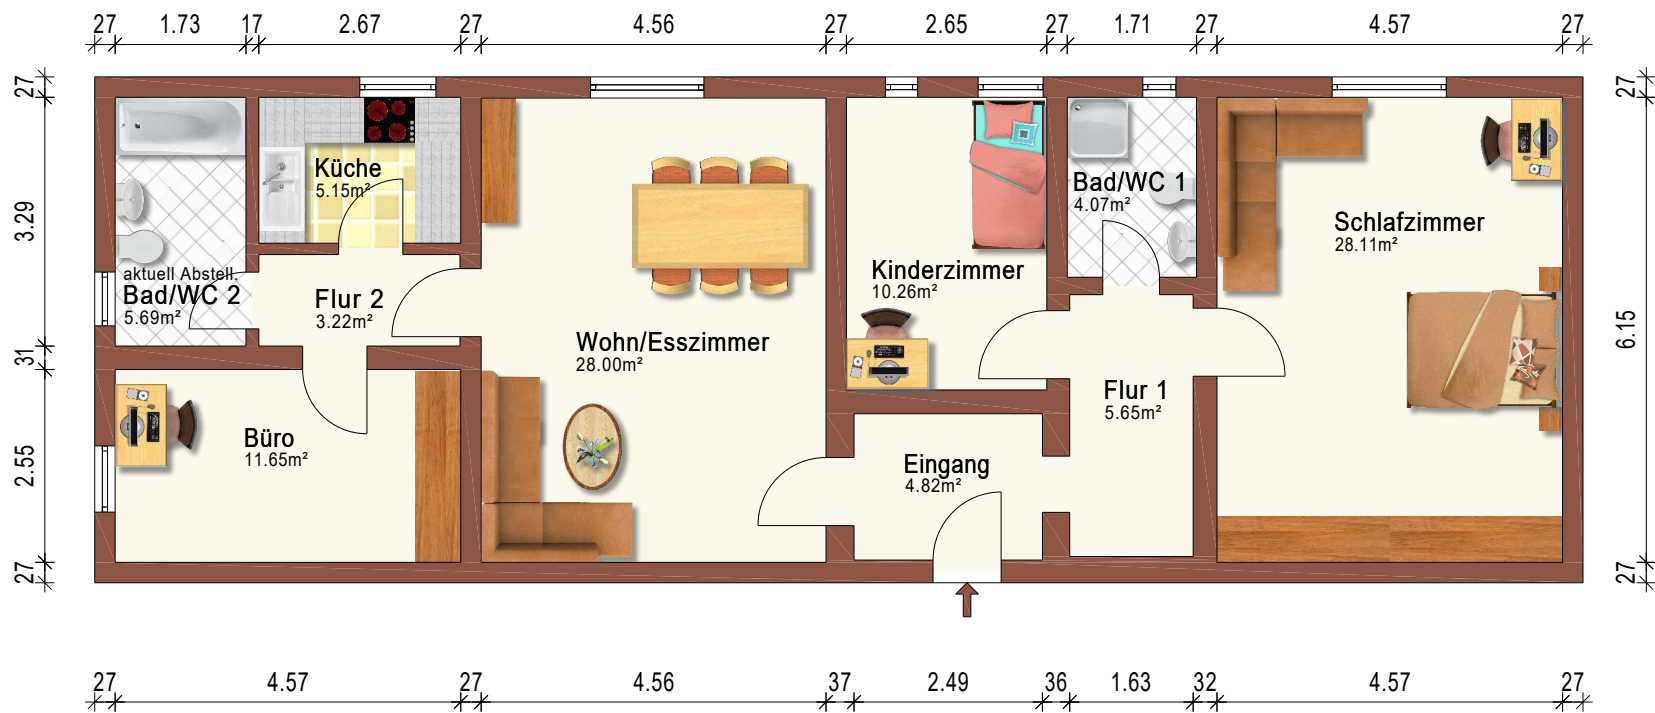 27 1.73 17 2.67 27 4.56 27 2.65 27 1.71 27 4.57 27
27
3.29
31
2.55
27
Küche
5.15m²
aktuell Abstell.
Bad/WC 2
5.69m²
Flur 2
3.22m²
Büro
11.65m²
Wohn/Esszimmer
28.00m²
Kinderzimmer
10.26m²
Bad/WC 1
4.07m²
Flur 1
5.65m²
Eingang
4.82m²
Schlafzimmer
28.11m²
27
6.15
27
27 4.57 27 4.56 37 2.49 36 1.63 32 4.57 27